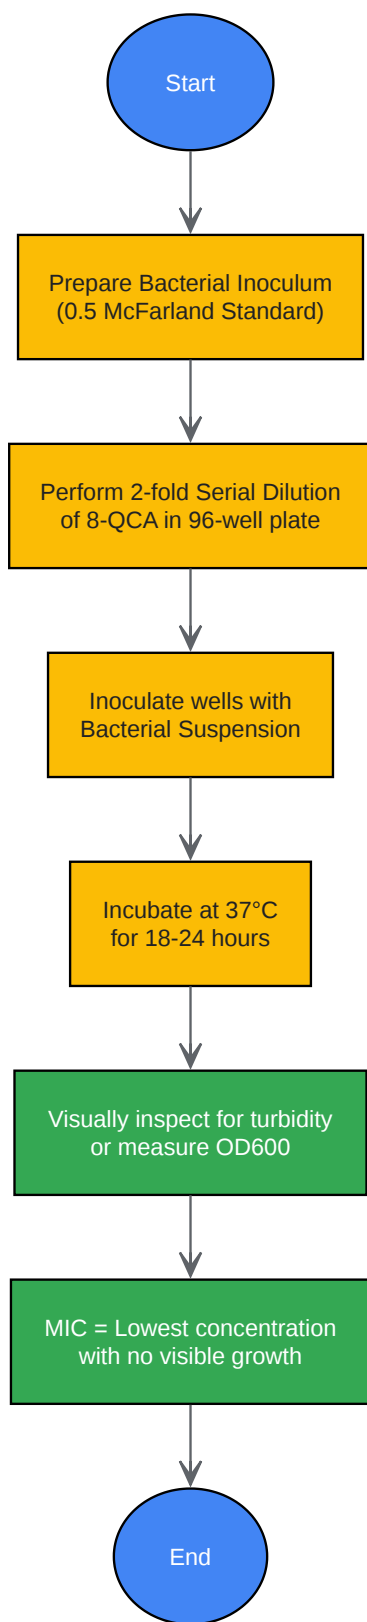 Start
Prepare Bacterial Inoculum
(0.5 McFarland Standard)
Perform 2-fold Serial Dilution
of 8-QCA in 96-well plate
Inoculate wells with
Bacterial Suspension
Incubate at 37°C
for 18-24 hours
Visually inspect for turbidity
or measure OD600
MIC = Lowest concentration
with no visible growth
End